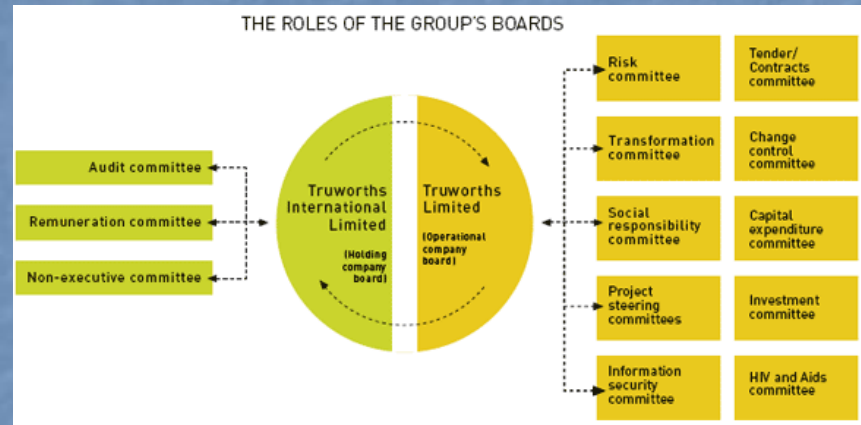 THE ROLES OF THE GROUP'S BOARDS
Audit committee
Remuneration committee
Non-executive committee
Truworths
International
Limited
(Holding
company
board)
Truworths
Limited
(Operational
company
board)
Risk
committee
Tender/
Contracts
committee
Transformation
committee
Change
control
committee
Social
responsibility
committee
Capital
expenditure
committee
Project
steering
committees
Investment
committee
Information
security
committee
HIV and Aids
committee